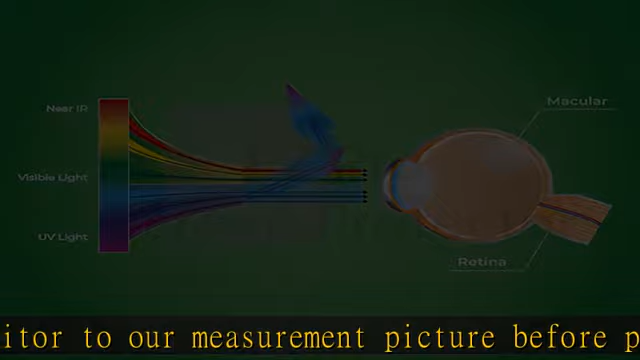 Near IR
Macular
Visible Light
UV Light
Retina
itor to our measurement picture before p